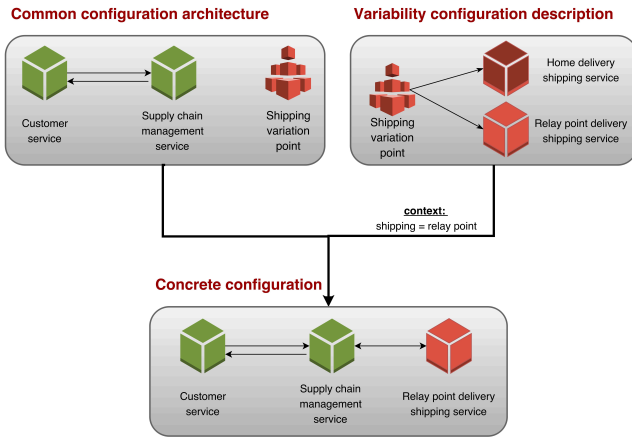 Common configuration architecture
Customer
service
Supply chain
management
service
Shipping
variation
point
Variability configuration description
Shipping
variation
point
Home delivery
shipping service
Relay point delivery
shipping service
context:
shipping = relay point
Concrete configuration
Customer
service
Supply chain
management
service
Relay point delivery
shipping service